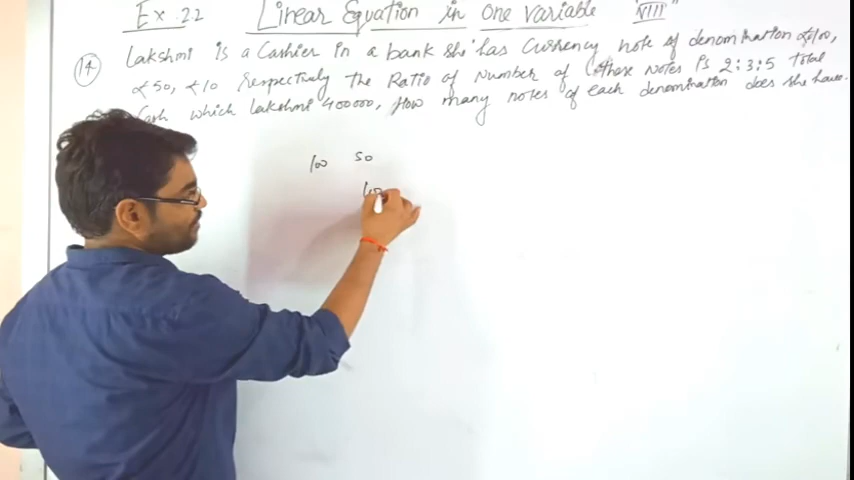 Ex 2.2 Linear Equation in one variable "VIII"
14 Lakshmi is a Cashier in a bank she has Currency note of denomination ₹100,
₹50, ₹10 respectively the Ratio of Number of these Notes is 2:3:5 total
Cash which lakshmi 400000, How many notes of each denomination does she have.
100 50